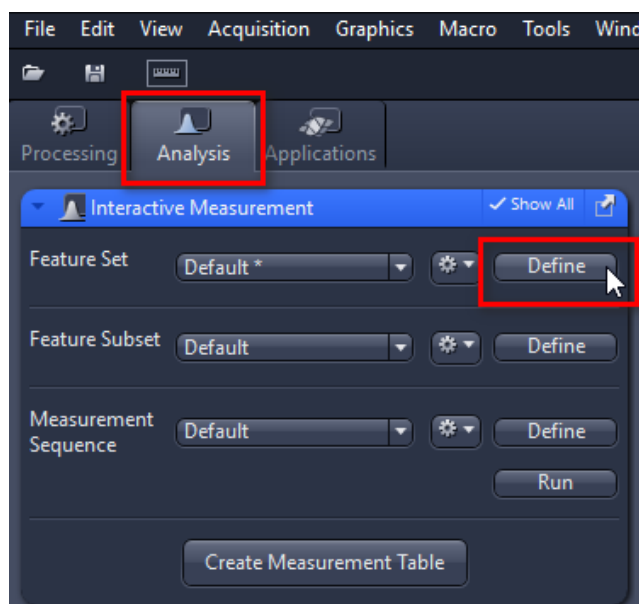 File Edit View Acquisition Graphics Macro Tools Wind
Processing Analysis Applications
Interactive Measurement Show All
Feature Set Default * Define
Feature Subset Default Define
Measurement Sequence Default Define
Run
Create Measurement Table